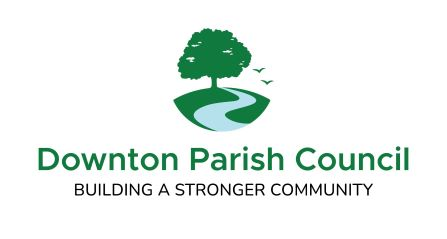 Downton Parish Council
BUILDING A STRONGER COMMUNITY